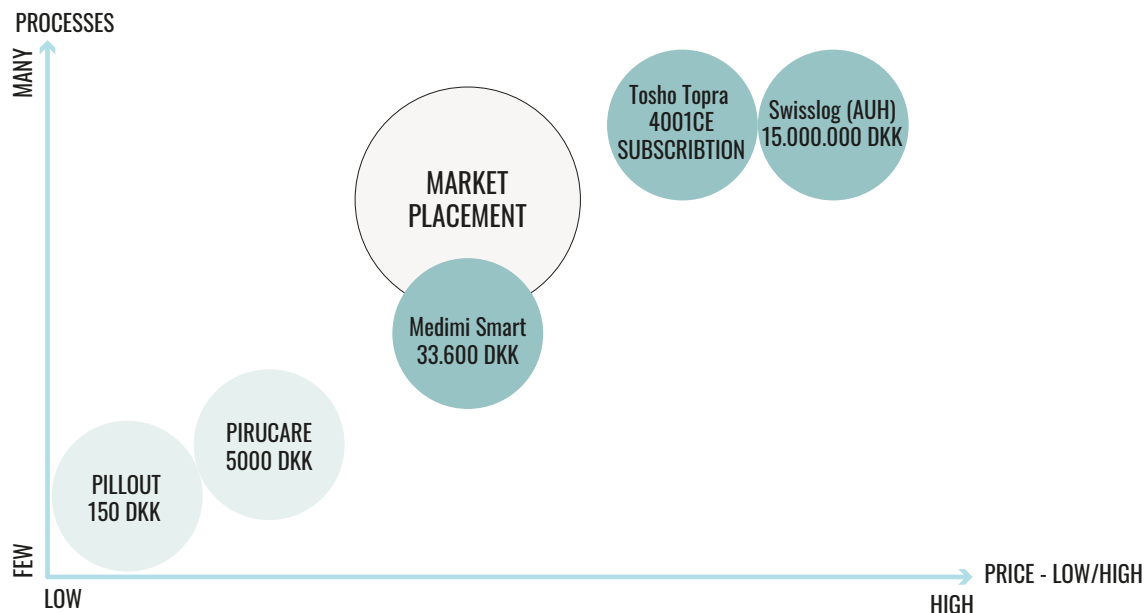 PROCESSES
MANY
Tosho Topra
4001CE
SUBSCRIBTION
Swisslog (AUH)
15.000.000 DKK
MARKET
PLACEMENT
Medimi Smart
33.600 DKK
PIRUCARE
5000 DKK
PILLOUT
150 DKK
FEW
LOW
PRICE - LOW/HIGH
HIGH